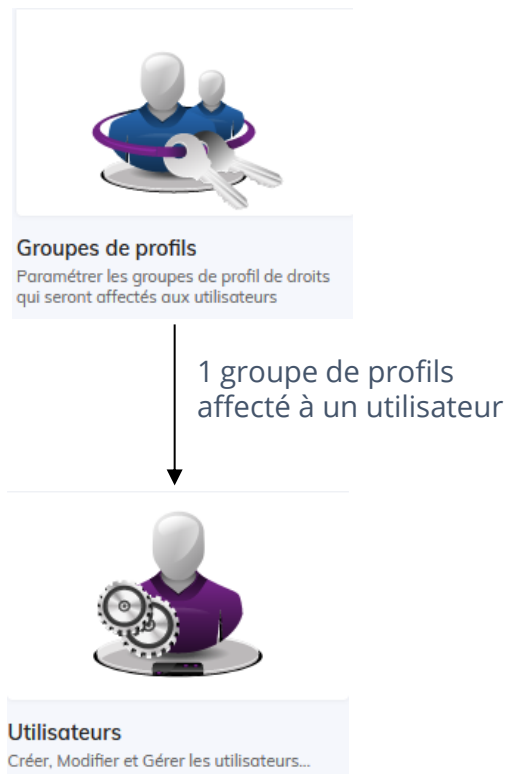 Groupes de profils
Paramétrer les groupes de profil de droits
qui seront affectés aux utilisateurs
1 groupe de profils
affecté à un utilisateur
Utilisateurs
Créer, Modifier et Gérer les utilisateurs...